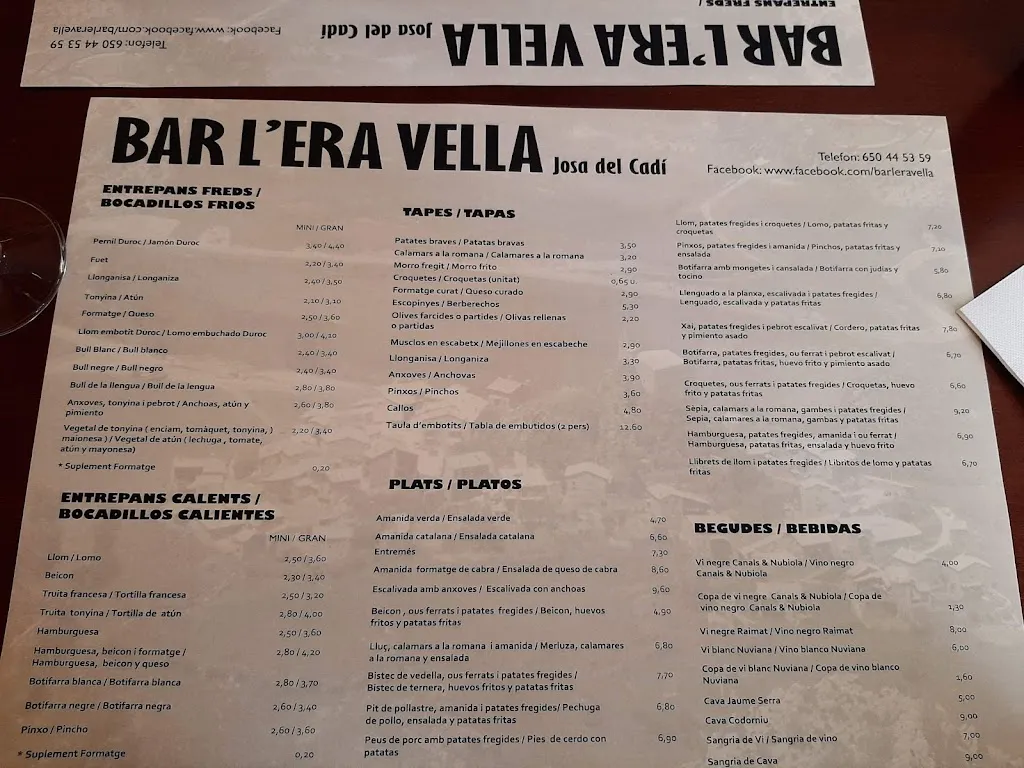 ENTREPANS FREDS /
BAR L'ERA VELLA Josa del Cadí
Telefon: 650 44 53 59
Facebook: www.facebook.com/barleravella
BAR L'ERA VELLA Josa del Cadí
Telefon: 650 44 53 59
Facebook: www.facebook.com/barleravella
ENTREPANS FREDS /
BOCADILLOS FRIOS
MINI / GRAN
Pernil Duroc / Jamón Duroc 3,40 / 4,40
Fuet 2,20 / 3,40
Llonganisa / Longaniza 2,40 / 3,50
Tonyina / Atún 2,10 / 3,10
Formatge / Queso 2,50 / 3,60
Llom embotit Duroc / Lomo embuchado Duroc 3,00 / 4,10
Bull Blanc / Bull blanco 2,40 / 3,40
Bull negre / Bull negro 2,40 / 3,40
Bull de la llengua / Bull de la lengua 2,80 / 3,80
Anxoves, tonyina i pebrot / Anchoas, atún y
pimiento 2,60 / 3,80
Vegetal de tonyina ( enciam, tomàquet, tonyina, )
maionesa ) / Vegetal de atún ( lechuga , tomate,
atún y mayonesa) 2,20 / 3,40
* Suplement Formatge 0,20
ENTREPANS CALENTS /
BOCADILLOS CALIENTES
MINI / GRAN
Llom / Lomo 2,50 / 3,60
Beicon 2,30 / 3,40
Truita francesa / Tortilla francesa 2,50 / 3,20
Truita tonyina / Tortilla de atún 2,80 / 4,00
Hamburguesa 2,50 / 3,60
Hamburguesa, beicon i formatge /
Hamburguesa, beicon y queso 2,80 / 4,20
Botifarra blanca / Botifarra blanca 2,80 / 3,70
Botifarra negre / Botifarra negra 2,60 / 3,40
Pinxo / Pincho 2,60 / 3,60
* Suplement Formatge 0,20
TAPES / TAPAS
Patates braves / Patatas bravas 3,50
Calamars a la romana / Calamares a la romana 3,20
Morro fregit / Morro frito 2,90
Croquetes / Croquetas (unitat) 0,65 u.
Formatge curat / Queso curado 2,90
Escopinyes / Berberechos 5,30
Olives farcides o partides / Olivas rellenas
o partidas 2,20
Musclos en escabetx / Mejillones en escabeche 2,90
Llonganisa / Longaniza 3,30
Anxoves / Anchovas 3,90
Pinxos / Pinchos 3,60
Callos 4,80
Taula d'embotits / Tabla de embutidos (2 pers) 12,60
PLATS / PLATOS
Amanida verda / Ensalada verde 4,70
Amanida catalana / Ensalada catalana 6,60
Entremés 7,30
Amanida formatge de cabra / Ensalada de queso de cabra 8,60
Escalivada amb anxoves / Escalivada con anchoas 9,60
Beicon , ous ferrats i patates fregides / Beicon, huevos
fritos y patatas fritas 4,90
Lluç, calamars a la romana i amanida / Merluza, calamares
a la romana y ensalada 6,80
Bistec de vedella, ous ferrats i patates fregides /
Bistec de ternera, huevos fritos y patatas fritas 7,70
Pit de pollastre, amanida i patates fregides/ Pechuga
de pollo, ensalada y patatas fritas 6,80
Peus de porc amb patates fregides / Pies de cerdo con
patatas 6,90
Llom, patates fregides i croquetes / Lomo, patatas fritas y
croquetas 7,20
Pinxos, patates fregides i amanida / Pinchos, patatas fritas y
ensalada 7,20
Botifarra amb mongetes i cansalada / Botifarra con judías y
tocino 5,80
Llenguado a la planxa, escalivada i patates fregides /
Lenguado, escalivada y patatas fritas 6,80
Xai, patates fregides i pebrot escalivat / Cordero, patatas fritas
y pimiento asado 7,80
Botifarra, patates fregides, ou ferrat i pebrot escalivat /
Botifarra, patatas fritas, huevo frito y pimiento asado 6,70
Croquetes, ous ferrats i patates fregides / Croquetas, huevo
frito y patatas fritas 6,60
Sèpia, calamars a la romana, gambes i patates fregides /
Sepia, calamares a la romana, gambas y patatas fritas 9,20
Hamburguesa, patates fregides, amanida i ou ferrat /
Hamburguesa, patatas fritas, ensalada y huevo frito 6,90
Llibrets de llom i patates fregides / Libritos de lomo y patatas
fritas 6,70
BEGUDES / BEBIDAS
Vi negre Canals & Nubiola / Vino negro
Canals & Nubiola 4,00
Copa de vi negre Canals & Nubiola / Copa de
vino negro Canals & Nubiola 1,30
Vi negre Raimat / Vino negro Raimat 8,00
Vi blanc Nuviana / Vino blanco Nuviana 6,00
Copa de vi blanc Nuviana / Copa de vino blanco
Nuviana 1,60
Cava Jaume Serra 5,00
Cava Codorniu 9,00
Sangria de Vi / Sangria de vino 7,00
Sangria de Cava 9,00